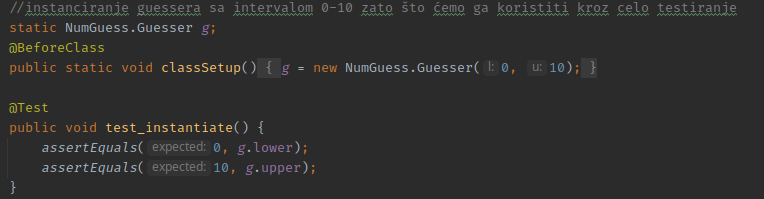 //instanciranje guessera sa intervalom 0-10 zato što ćemo ga koristiti kroz celo testiranje
static NumGuess.Guesser g;
@BeforeClass
public static void classSetup() { g = new NumGuess.Guesser( l: 0, u: 10); }
@Test
public void test_instantiate() {
assertEquals( expected: 0, g.lower);
assertEquals( expected: 10, g.upper);
}